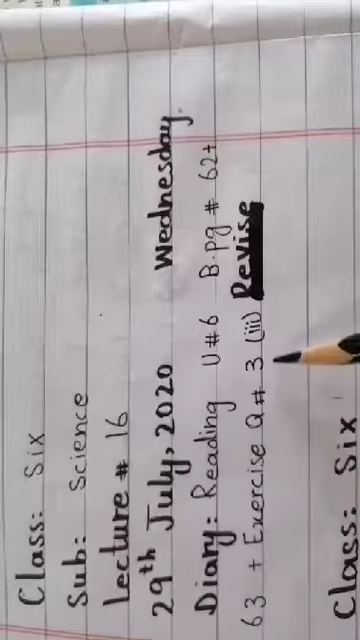 Class: Six
Sub: Science
Lecture # 16
29th July, 2020 Wednesday.
Diary: Reading U#6 B.pg # 62+
63 + Exercise Q# 3 (iii) Revise
Class: Six